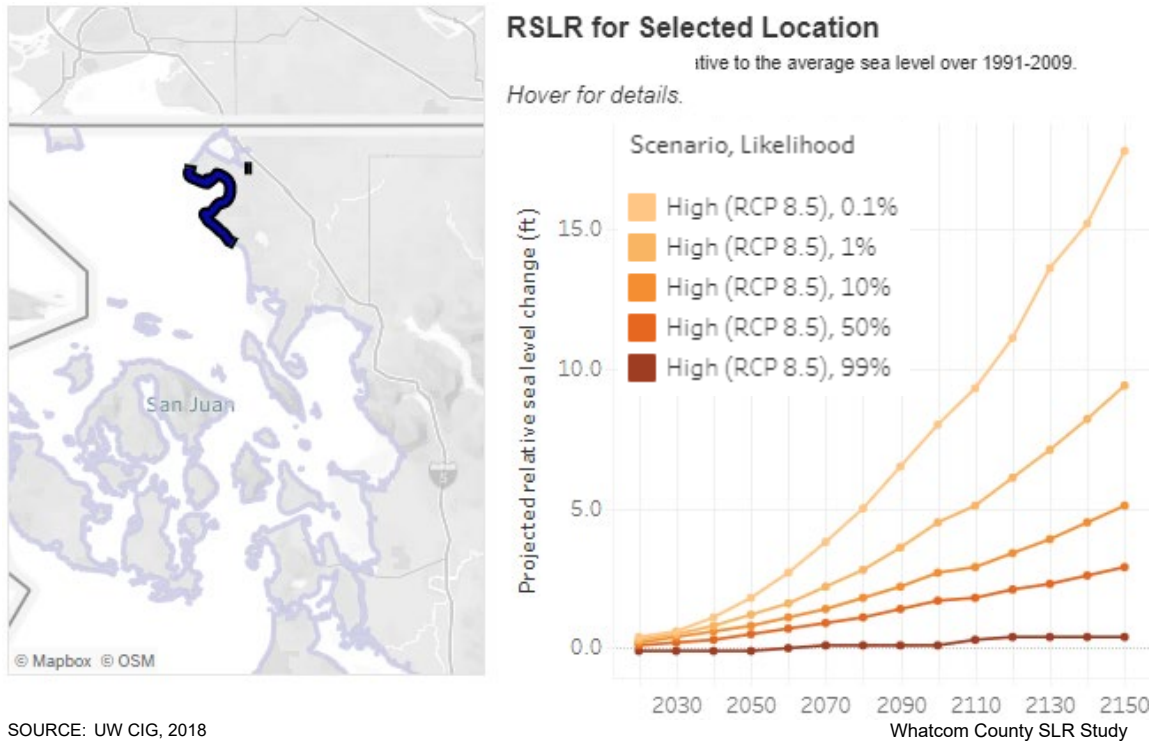 San Juan
5
© Mapbox © OSM
RSLR for Selected Location
to the average sea level over 1991-2009.
Hover for details.
Scenario, Likelihood
High (RCP 8.5), 0.1%
High (RCP 8.5), 1%
High (RCP 8.5), 10%
High (RCP 8.5), 50%
High (RCP 8.5), 99%
Projected relative sea level change (ft)
15.0
10.0
5.0
0.0
2030 2050 2070 2090 2110 2130 2150
SOURCE: UW CIG, 2018
Whatcom County SLR Study